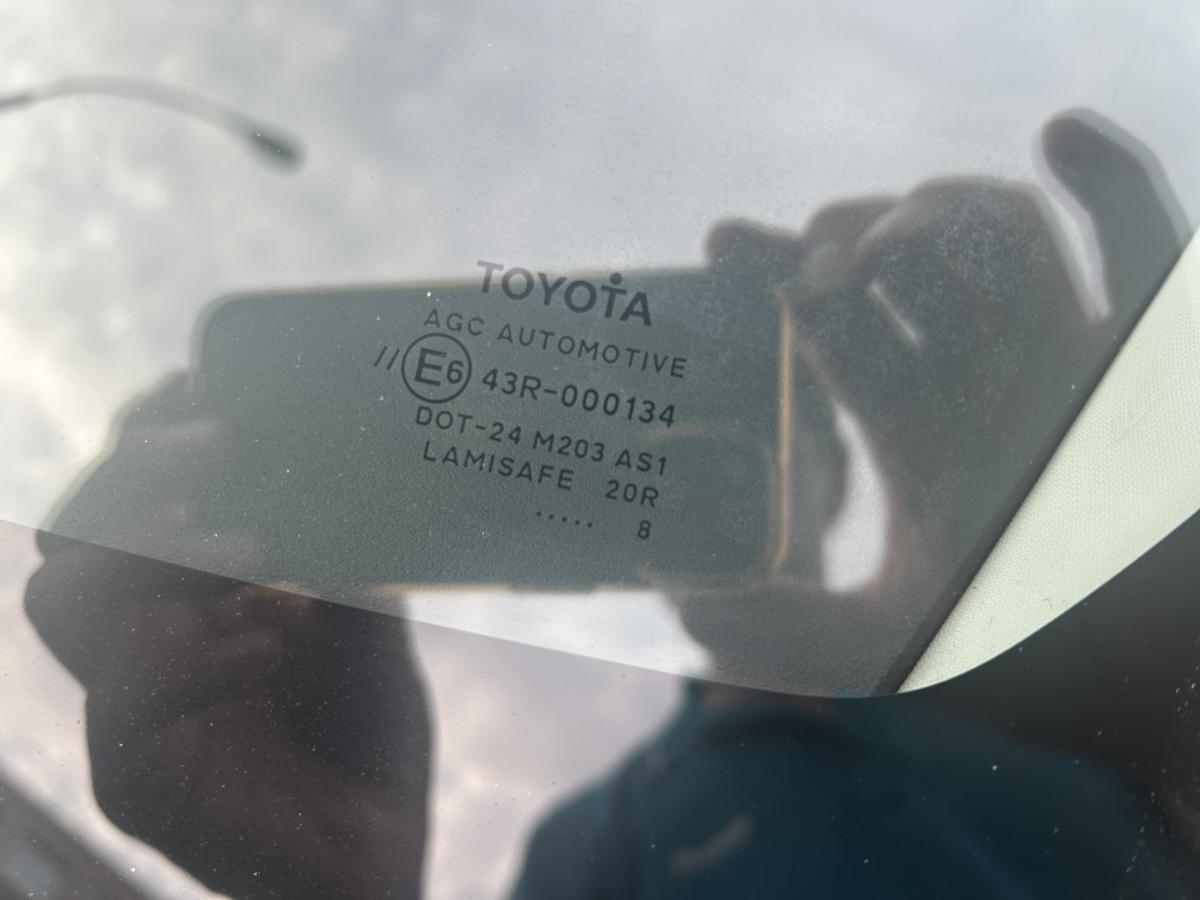 TOYOTA
AGC AUTOMOTIVE
// E6 43R-000134
DOT-24 M203 AS1
LAMISAFE 20R
..... 8